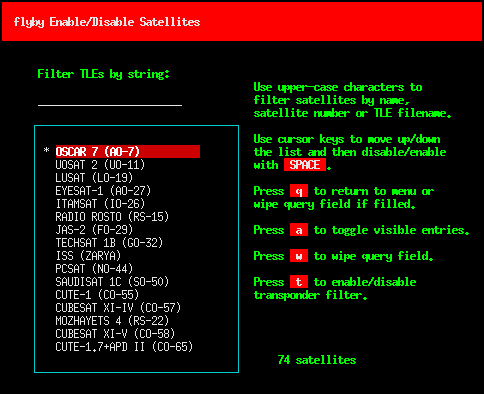 flyby Enable/Disable Satellites
Filter TLEs by string:
* OSCAR 7 (AO-7)
UOSAT 2 (UO-11)
LUSAT (LO-19)
EYESAT-1 (AO-27)
ITAMSAT (IO-26)
RADIO ROSTO (RS-15)
JAS-2 (FO-29)
TECHSAT 1B (GO-32)
ISS (ZARYA)
PCSAT (NO-44)
SAUDISAT 1C (SO-50)
CUTE-1 (CO-55)
CUBESAT XI-IV (CO-57)
MOZHAYETS 4 (RS-22)
CUBESAT XI-V (CO-58)
CUTE-1.7+APD II (CO-65)
Use upper-case characters to
filter satellites by name,
satellite number or TLE filename.
Use cursor keys to move up/down
the list and then disable/enable
with SPACE .
Press q to return to menu or
wipe query field if filled.
Press a to toggle visible entries.
Press w to wipe query field.
Press t to enable/disable
transponder filter.
74 satellites